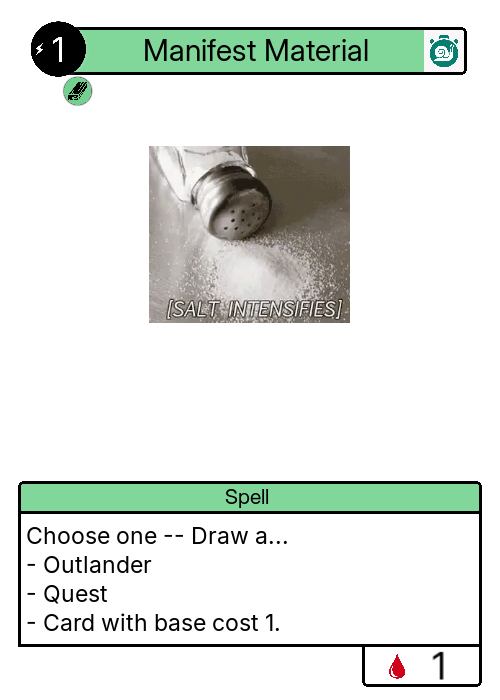 1
Manifest Material
[SALT INTENSIFIES]
Spell
Choose one -- Draw a...
- Outlander
- Quest
- Card with base cost 1.
1